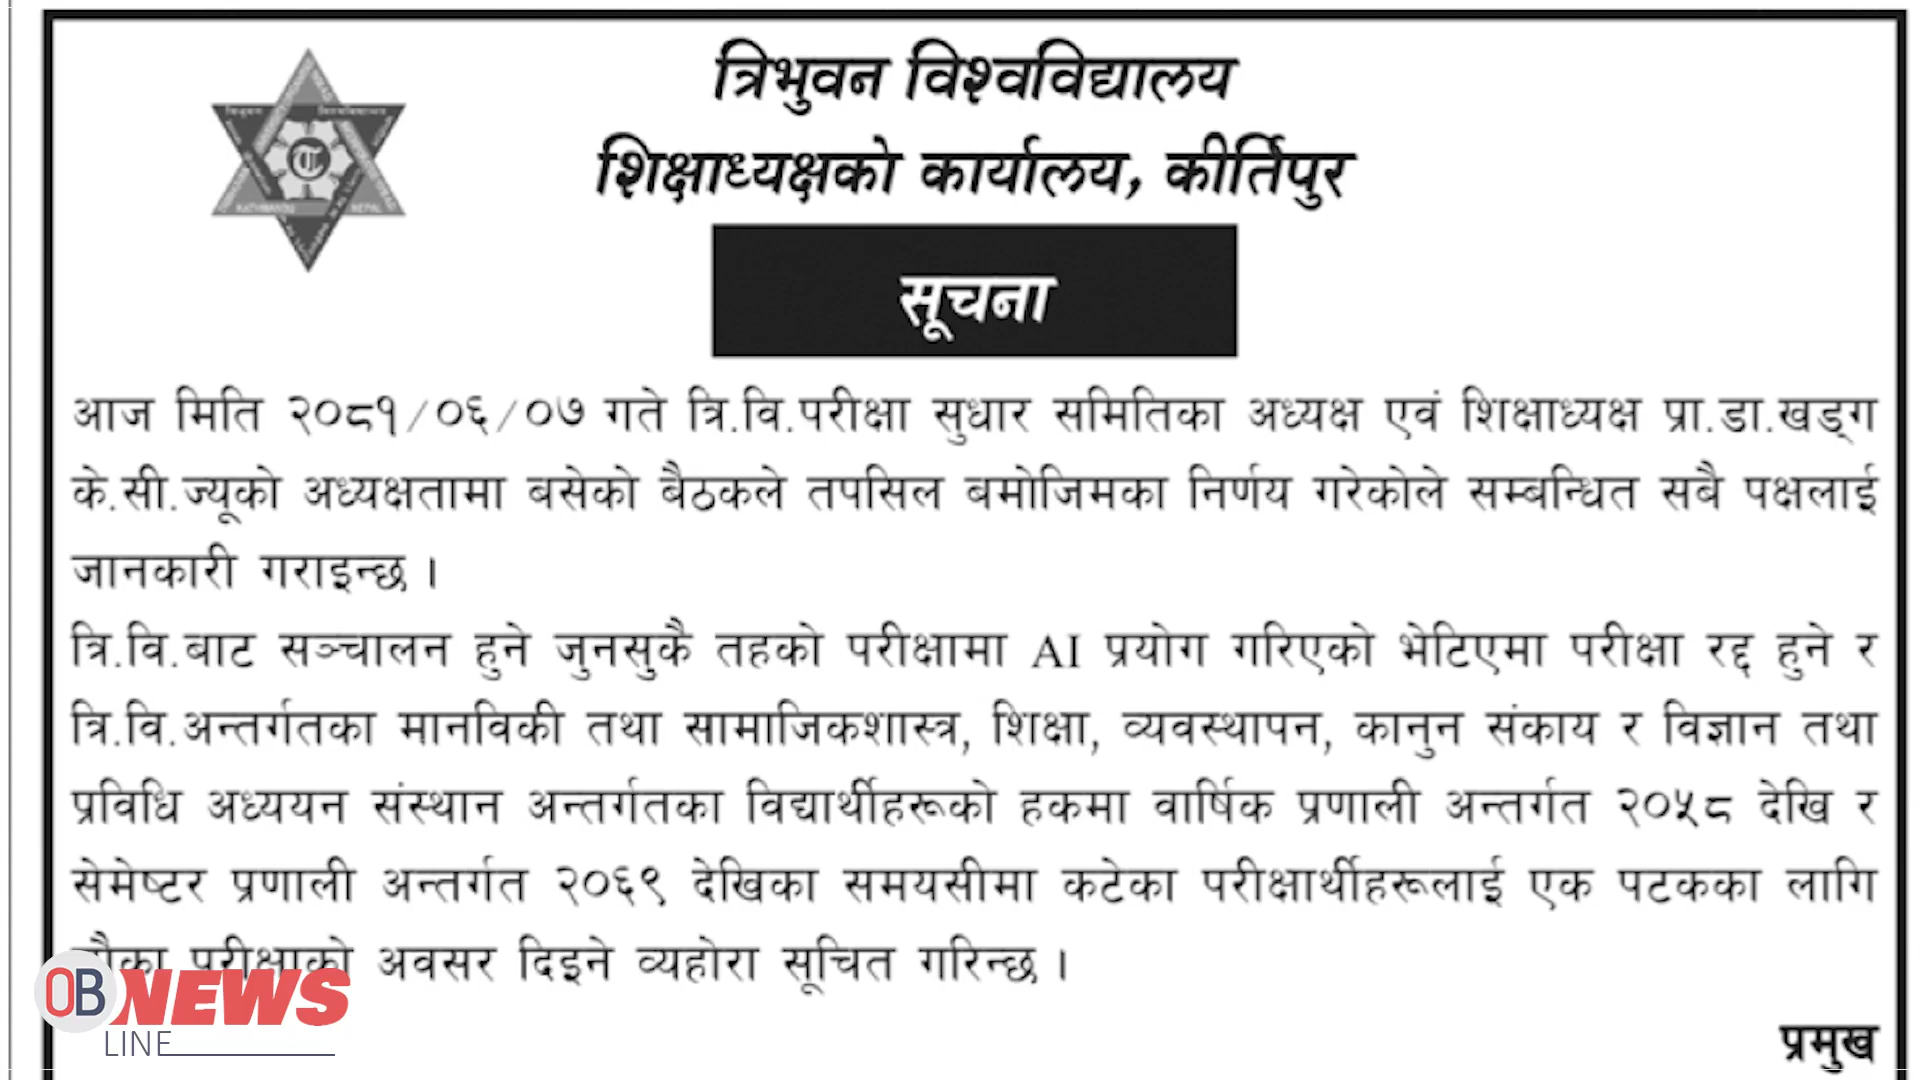 त्रिभुवन विश्वविद्यालय
शिक्षाध्यक्षको कार्यालय, कीर्तिपुर
सूचना
आज मिति २०८१/०६/०७ गते त्रि.वि.परीक्षा सुधार समितिका अध्यक्ष एवं शिक्षाध्यक्ष प्रा.डा.खड्ग
के.सी.ज्यूको अध्यक्षतामा बसेको बैठकले तपसिल बमोजिमका निर्णय गरेकोले सम्बन्धित सबै पक्षलाई
जानकारी गराइन्छ ।
त्रि.वि.बाट सञ्चालन हुने जुनसुकै तहको परीक्षामा AI प्रयोग गरिएको भेटिएमा परीक्षा रद्द हुने र
त्रि.वि.अन्तर्गतका मानविकी तथा सामाजिकशास्त्र, शिक्षा, व्यवस्थापन, कानुन संकाय र विज्ञान तथा
प्रविधि अध्ययन संस्थान अन्तर्गतका विद्यार्थीहरूको हकमा वार्षिक प्रणाली अन्तर्गत २०५८ देखि र
सेमेष्टर प्रणाली अन्तर्गत २०६९ देखिका समयसीमा कटेका परीक्षार्थीहरूलाई एक पटकका लागि
परीक्षाको अवसर दिइने व्यहोरा सूचित गरिन्छ ।
OB NEWS
LINE
प्रमुख